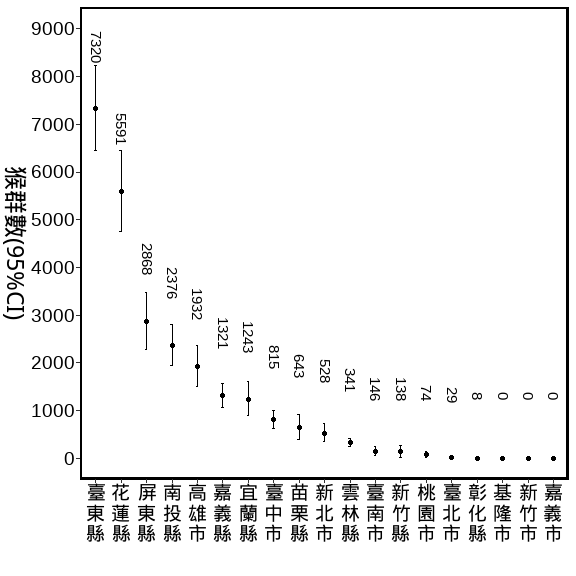 猴群數(95%CI)
9000
8000
7000
6000
5000
4000
3000
2000
1000
0
7320
5591
2868
2376
1932
1321
1243
815
643
528
341
146
138
74
29
8
0
0
0
臺東縣
花蓮縣
屏東縣
南投縣
高雄市
嘉義縣
宜蘭縣
臺中市
苗栗縣
新北市
雲林縣
臺南市
新竹縣
桃園市
臺北市
彰化縣
基隆市
新竹市
嘉義市